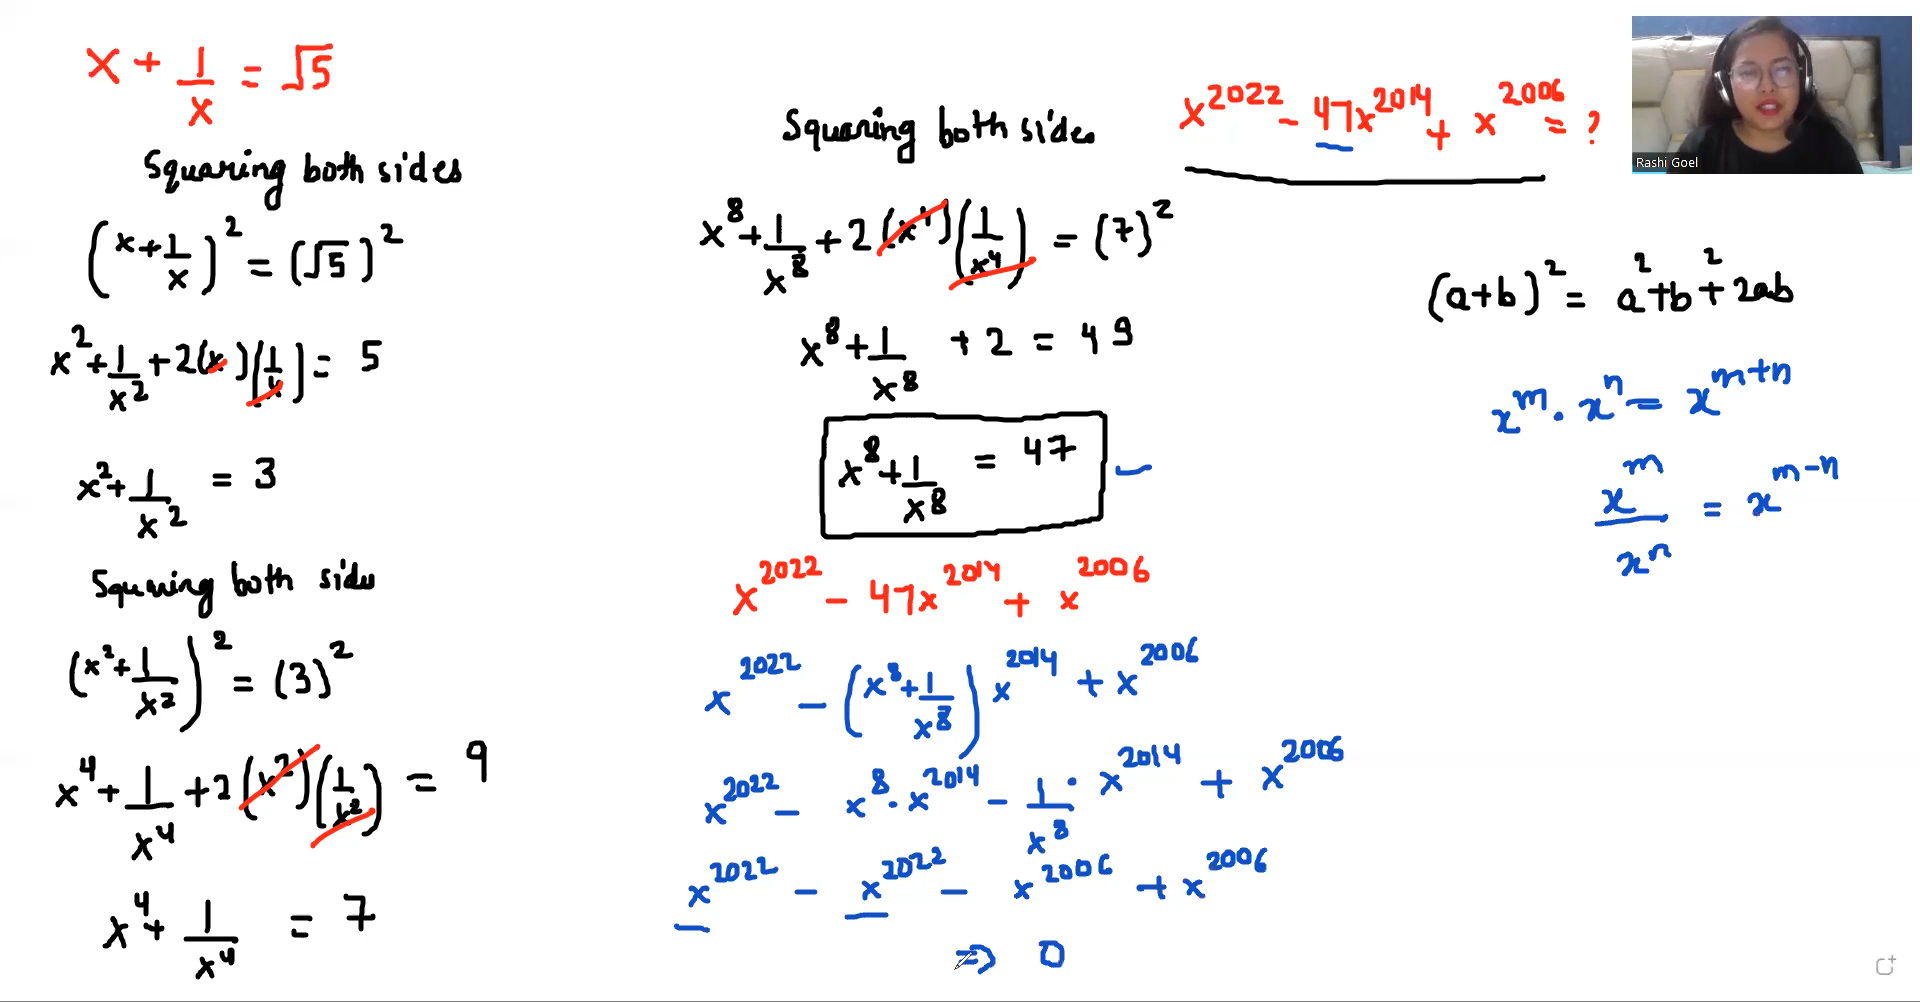 x + 1/x = √5
Squaring both sides
(x + 1/x)² = (√5)²
x² + 1/x² + 2(x)(1/x) = 5
x² + 1/x² = 3
Squaring both side
(x² + 1/x²)² = (3)²
x⁴ + 1/x⁴ + 2(x²)(1/x²) = 9
x⁴ + 1/x⁴ = 7
Squaring both sides
x⁸ + 1/x⁸ + 2(x⁴)(1/x⁴) = (7)²
x⁸ + 1/x⁸ + 2 = 49
x⁸ + 1/x⁸ = 47
x²⁰²² - 47x²⁰¹⁴ + x²⁰⁰⁶
x²⁰²² - (x⁸ + 1/x⁸) x²⁰¹⁴ + x²⁰⁰⁶
x²⁰²² - x⁸ · x²⁰¹⁴ - 1/x⁸ · x²⁰¹⁴ + x²⁰⁰⁶
x²⁰²² - x²⁰²² - x²⁰⁰⁶ + x²⁰⁰⁶
⇒ 0
x²⁰²² - 47x²⁰¹⁴ + x²⁰⁰⁶ = ?
(a+b)² = a² + b² + 2ab
xᵐ · xⁿ = xᵐ⁺ⁿ
xᵐ/xⁿ = xᵐ⁻ⁿ
Rashi Goel